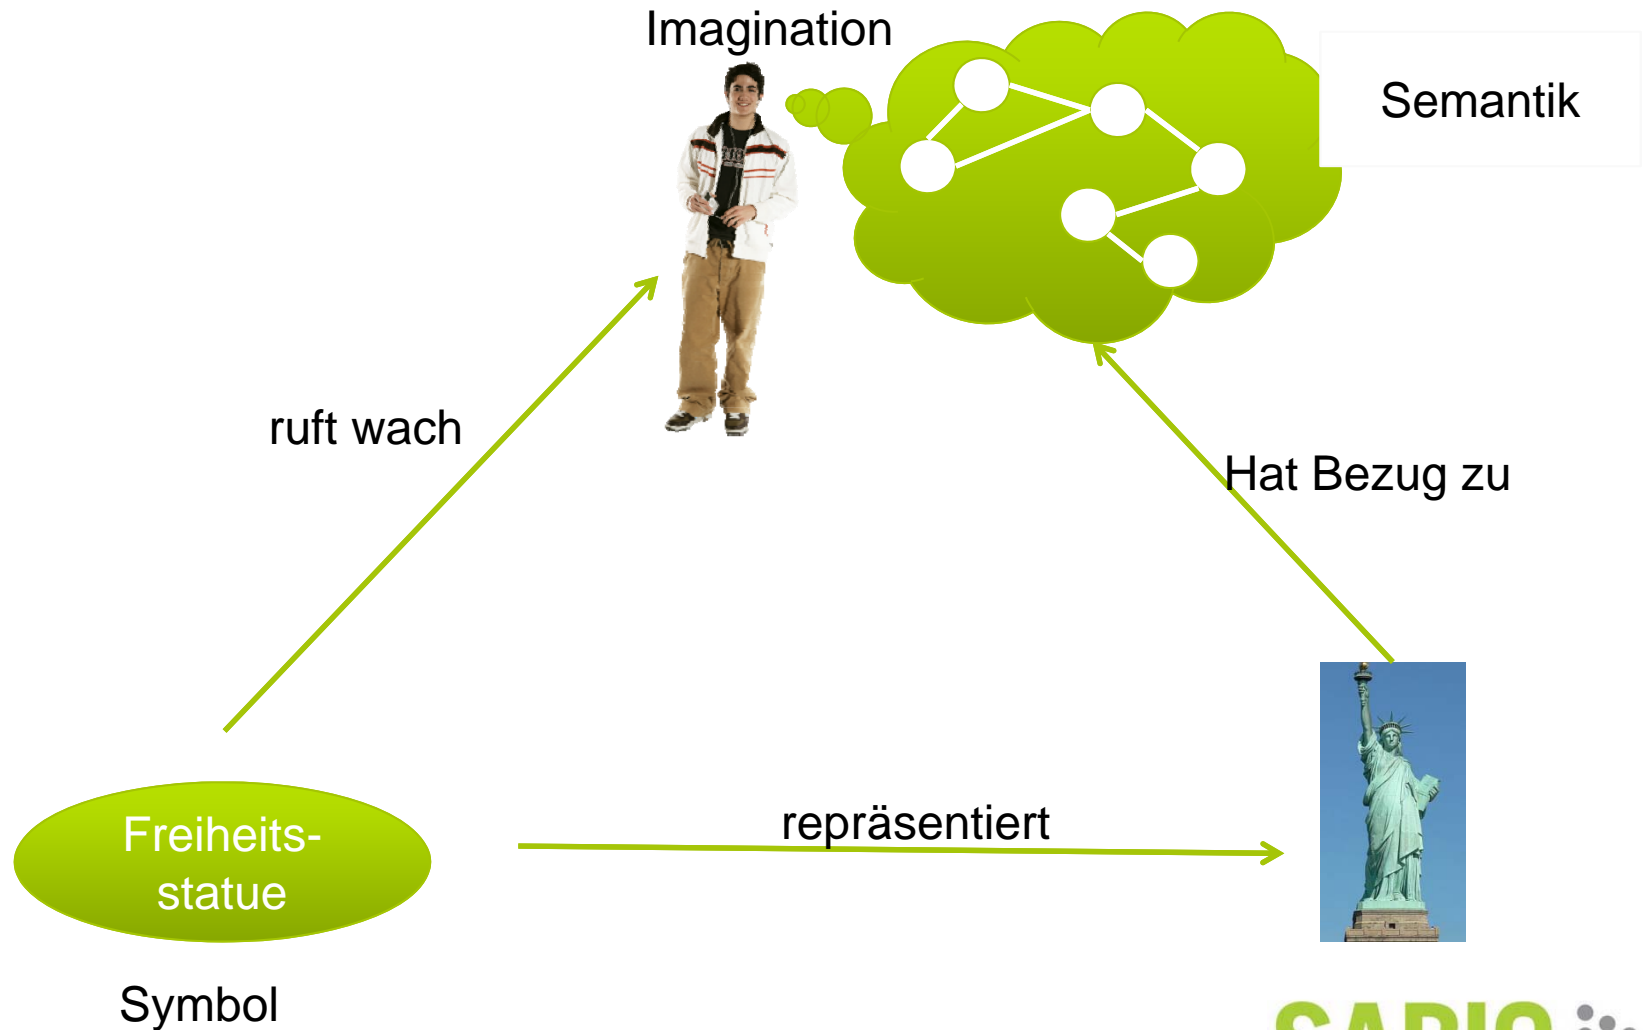 Imagination
Semantik
ruft wach
Hat Bezug zu
repräsentiert
Freiheits-
statue
Symbol